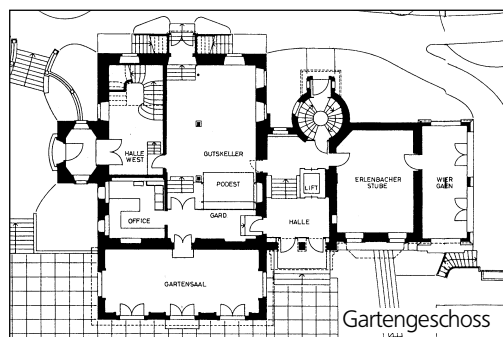 HALLE
WEST
GUTSKELLER
PODEST
LIFT
ERLENBACHER
STUBE
WIER
GAEN
OFFICE
GARD
HALLE
GARTENSAAL
Gartengeschoss